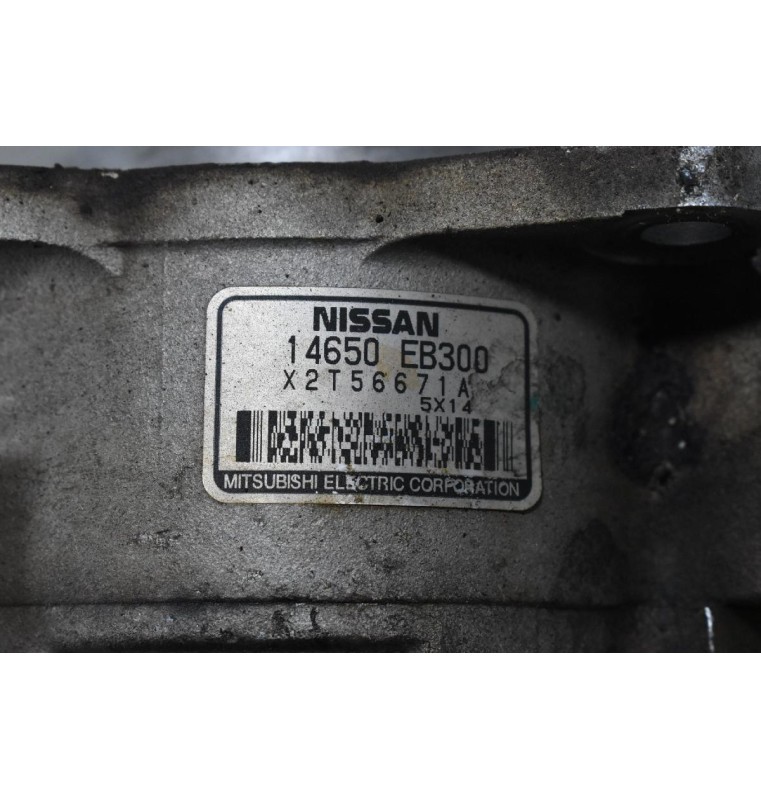 NISSAN
14650 EB300
X2T56671A
5X14
MITSUBISHI ELECTRIC CORPORATION